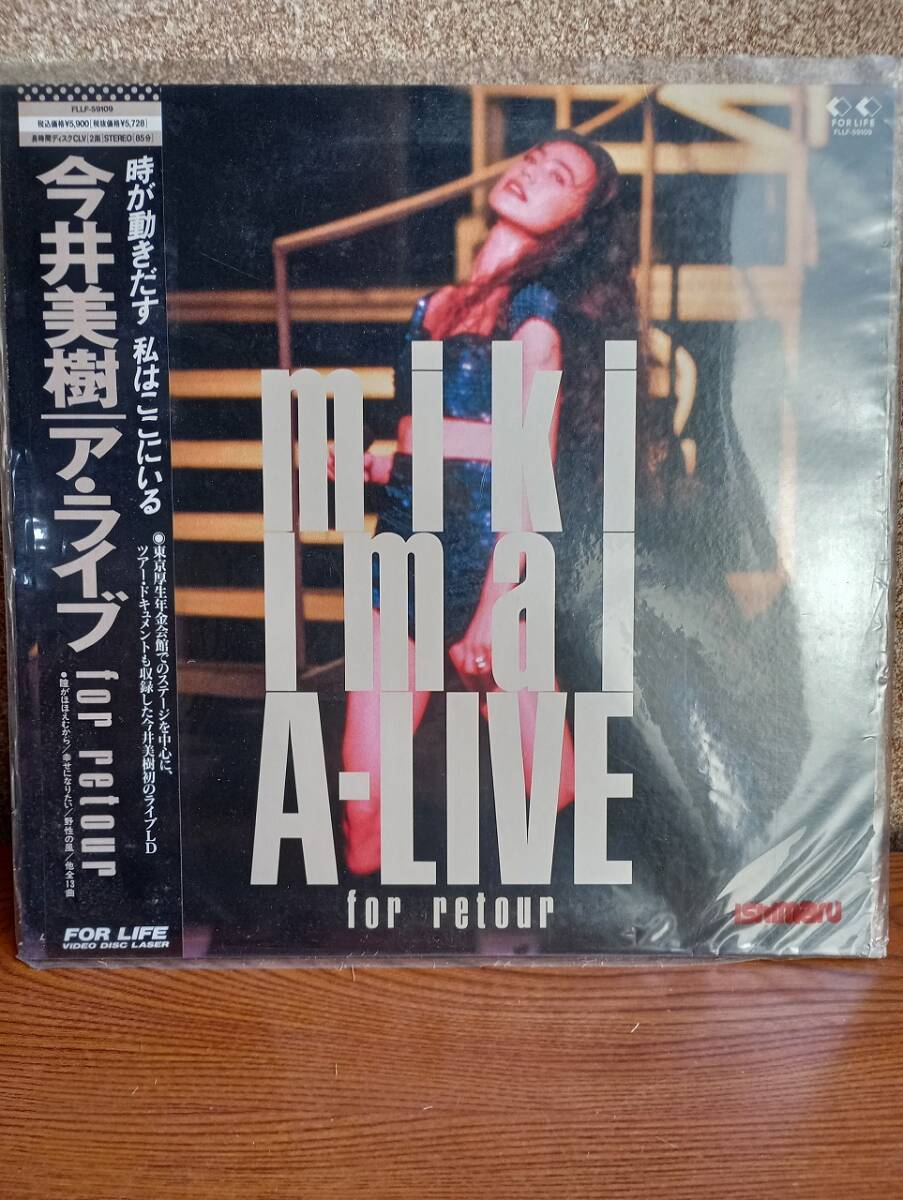 FLLF-59109
税込価格¥5,900[税抜価格¥5,728]
長時間ディスクCLV[2面]STEREO[85分]
時が動きだす 私はここにいる
今井美樹|ア・ライブ for retour
◉東京厚生年金会館でのステージを中心に、
ツアー・ドキュメントも収録した今井美樹初のライブLD
●瞳がほほえむから/幸せになりたい/野性の風/他全13曲
FOR LIFE
VIDEO DISC LASER
FOR LIFE
FLLF-59109
miki
imai
A-LIVE
for retour
ishimaru